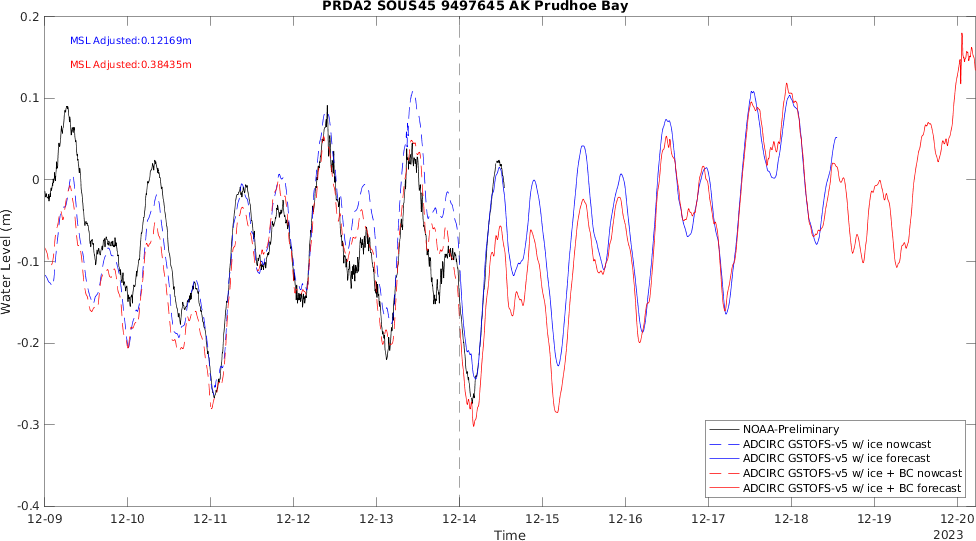 PRDA2 SOUS45 9497645 AK Prudhoe Bay
MSL Adjusted:0.12169m
MSL Adjusted:0.38435m
Water Level (m)
0.2
0.1
0
-0.1
-0.2
-0.3
-0.4
NOAA-Preliminary
ADCIRC GSTOFS-v5 w/ ice nowcast
ADCIRC GSTOFS-v5 w/ ice forecast
ADCIRC GSTOFS-v5 w/ ice + BC nowcast
ADCIRC GSTOFS-v5 w/ ice + BC forecast
12-09 12-10 12-11 12-12 12-13 12-14 12-15 12-16 12-17 12-18 12-19 12-20
Time
2023